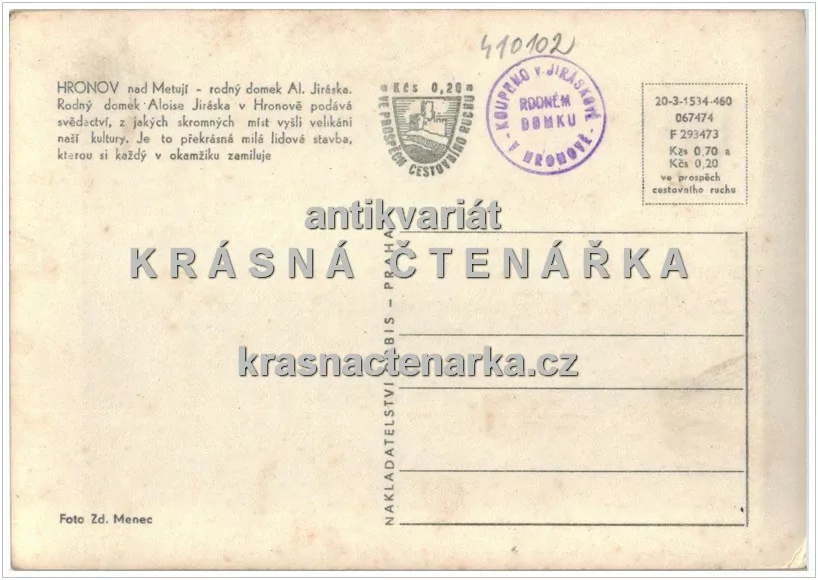 410102
HRONOV nad Metují - rodný domek Al. Jiráska.
Rodný domek Aloise Jiráska v Hronově podává
svědectví, z jakých skromných míst vyšli velikáni
naší kultury. Je to překrásná milá lidová stavba,
kterou si každý v okamžiku zamiluje
Kčs 0,20
VE PROSPĚCH CESTOVNÍHO RUCHU
KOUPENO V JIRÁSKOVĚ
RODNÉM
DOMKU
V HRONOVĚ
20-3-1534-460
067474
F 293473
Kčs 0,70 a
Kčs 0,20
ve prospěch
cestovního ruchu
antikvariát
KRÁSNÁ ČTENÁŘKA
krasnactenarka.cz
NAKLADATELSTVÍ ORBIS – PRAHA
Foto Zd. Menec